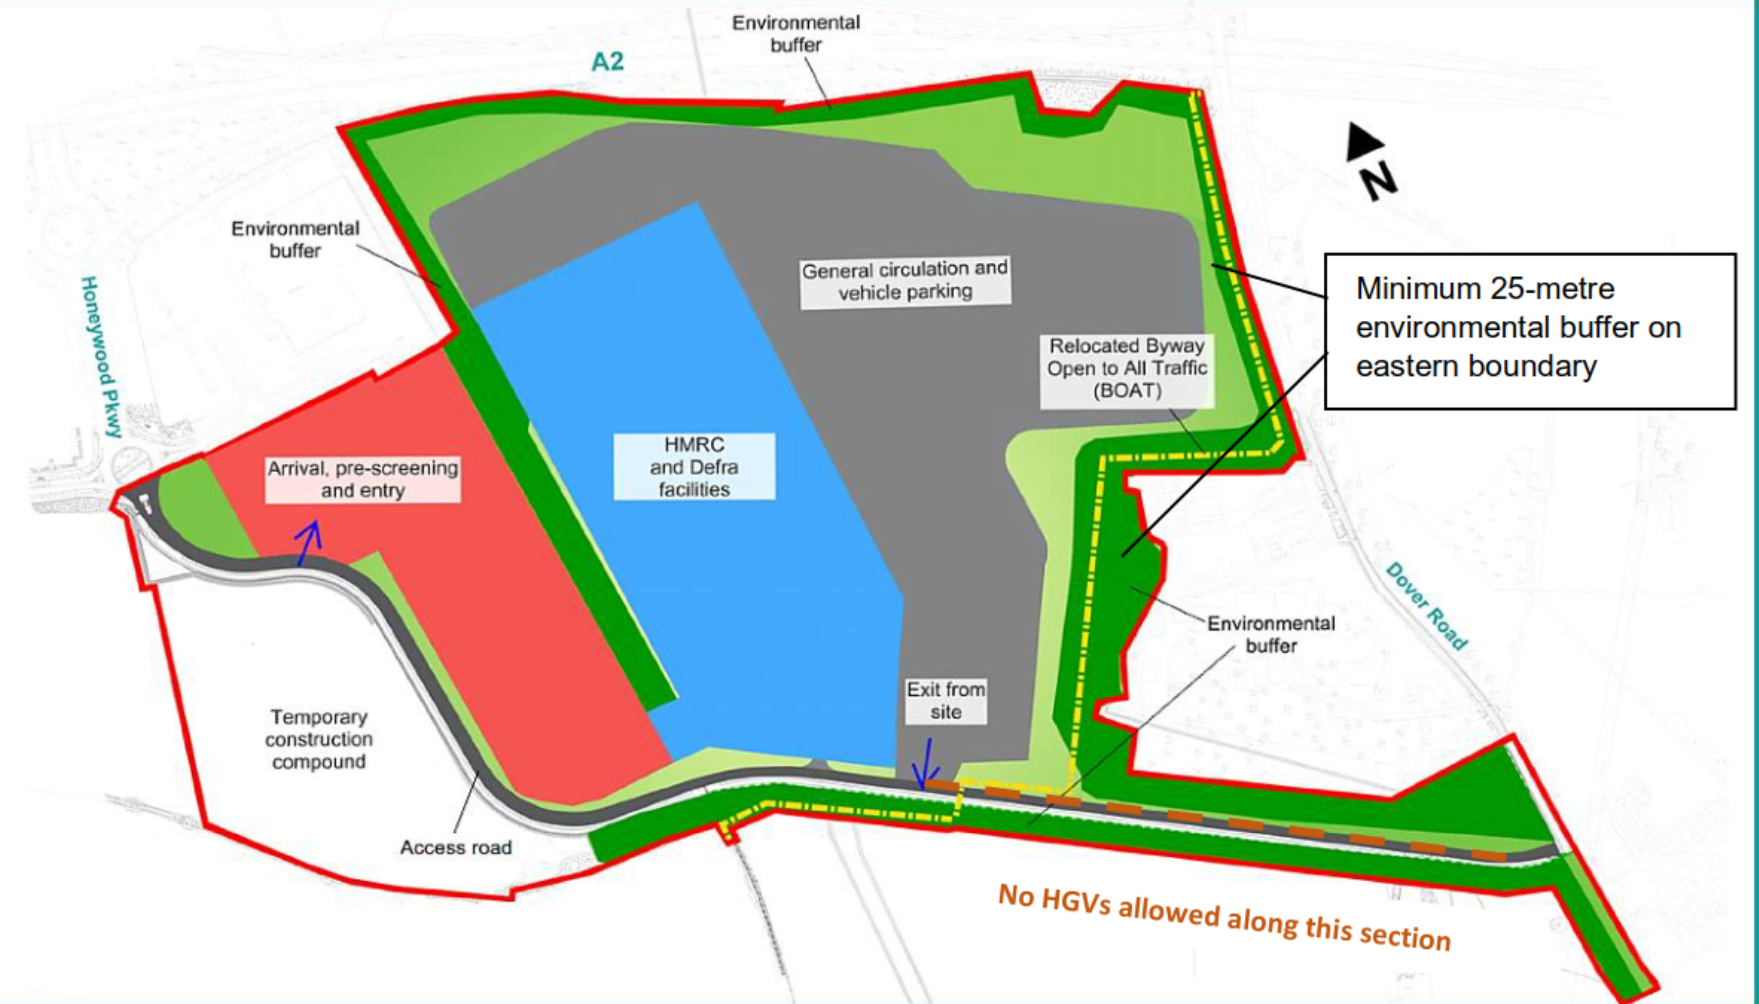 Environmental
buffer
A2
N
Environmental
buffer
General circulation and
vehicle parking
Minimum 25-metre
environmental buffer on
eastern boundary
Honeywood Pkwy
Relocated Byway
Open to All Traffic
(BOAT)
HMRC
and Defra
facilities
Arrival, pre-screening
and entry
Dover Road
Environmental
buffer
Exit from
site
Temporary
construction
compound
Access road
No HGVs allowed along this section